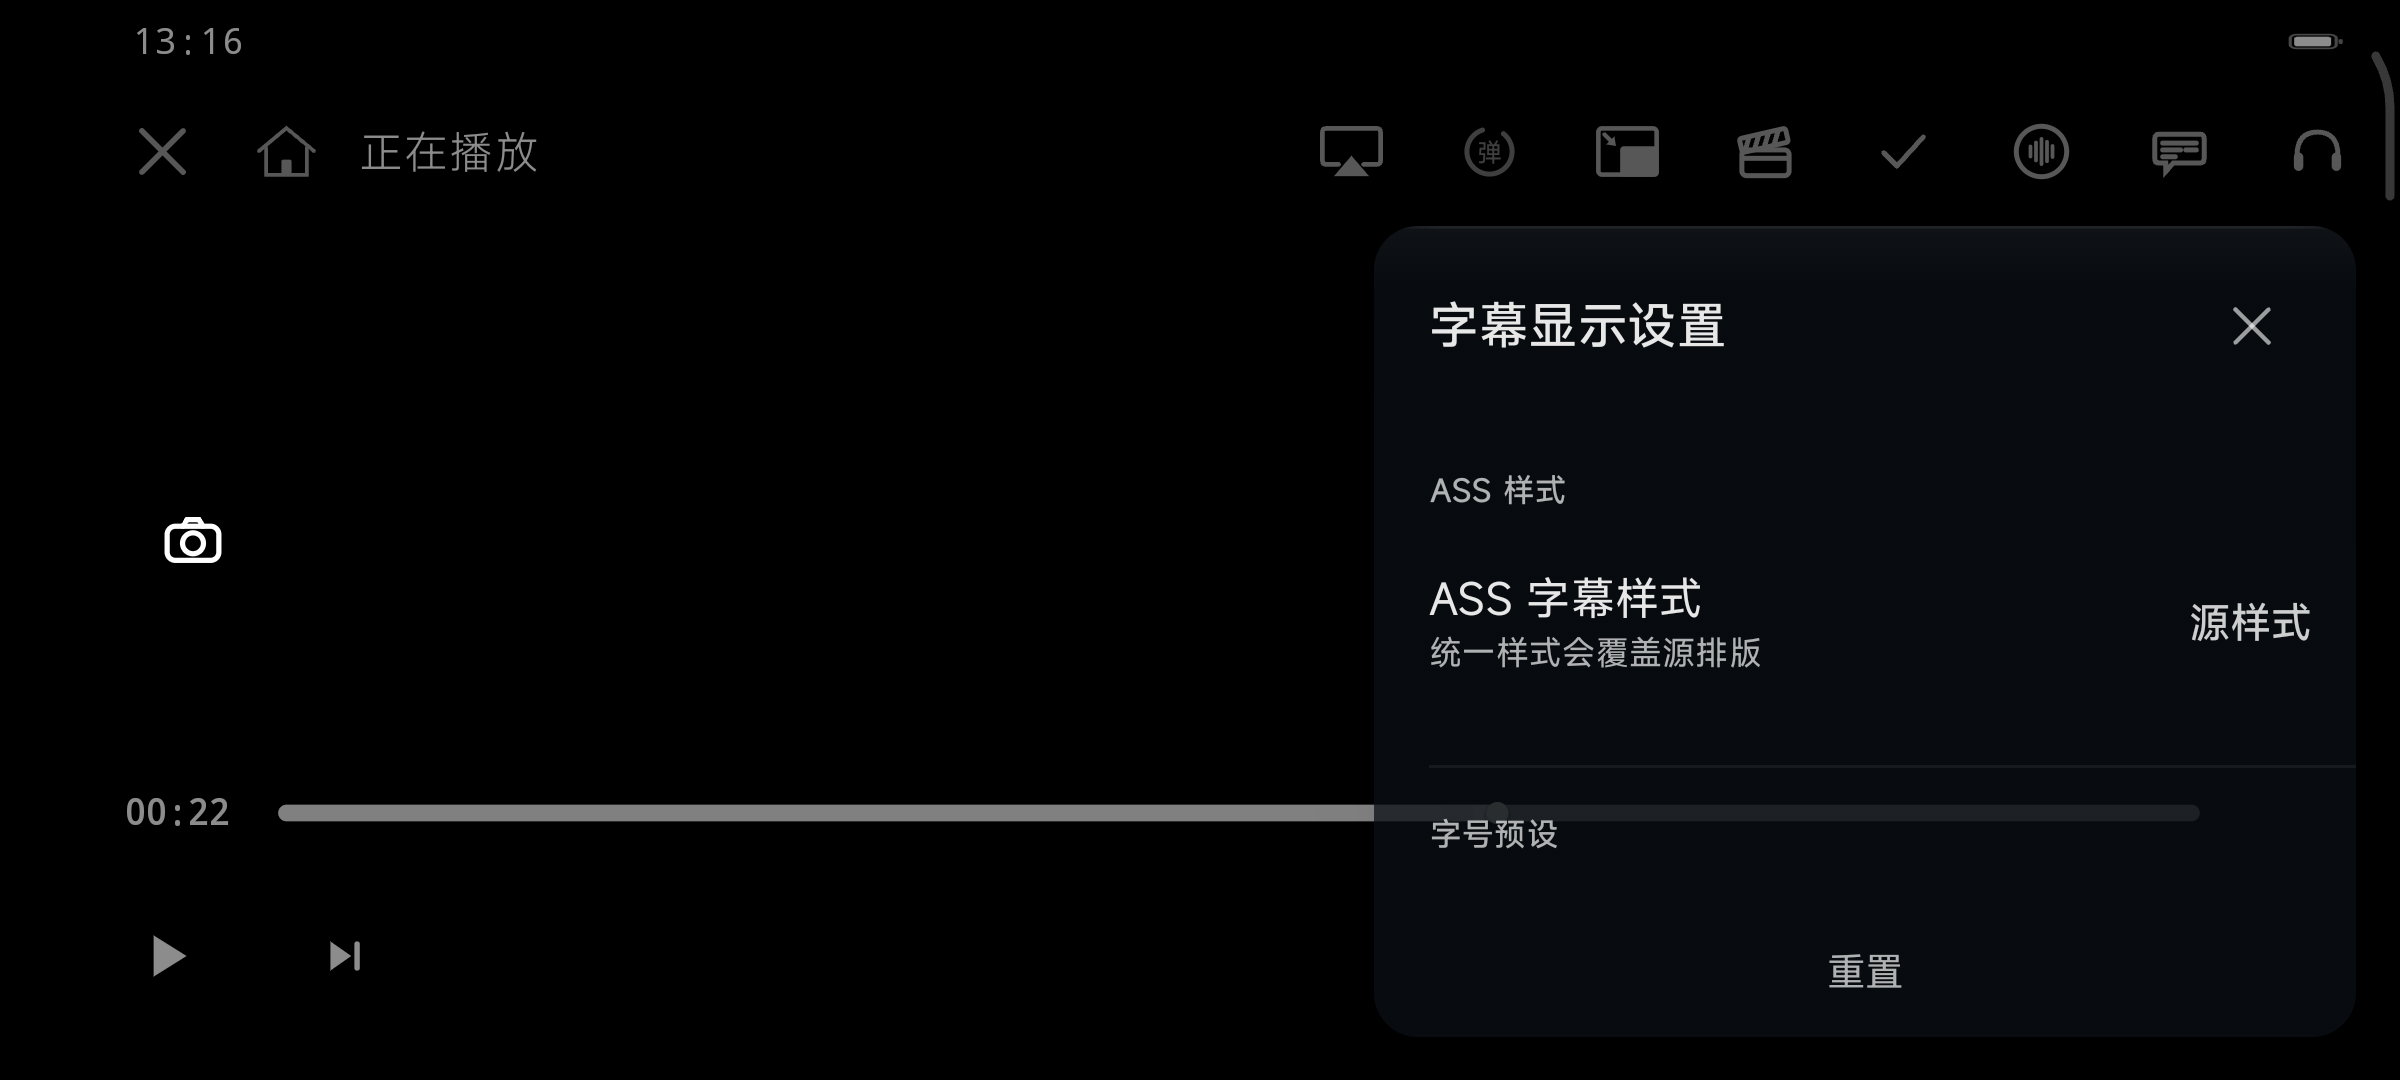 13:16
正在播放
弹
字幕显示设置
ASS 样式
ASS 字幕样式
源样式
统一样式会覆盖源排版
00:22
字号预设
重置